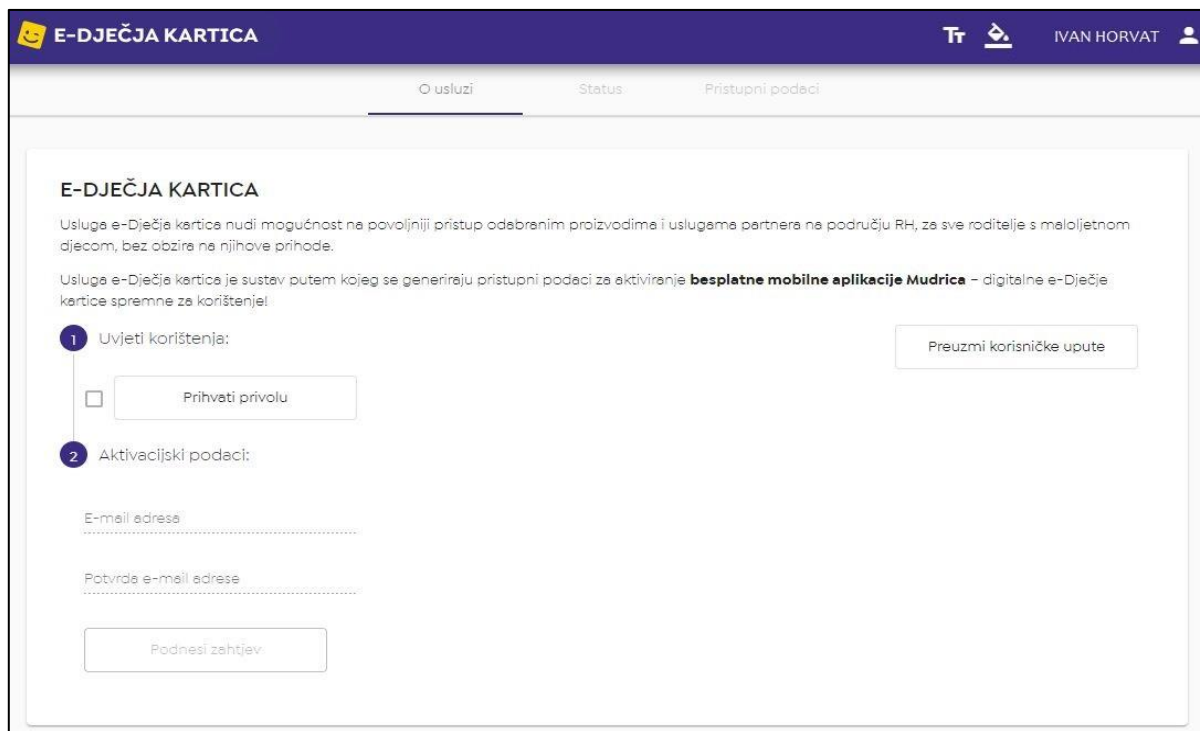 E-DJEČJA KARTICA
Tт
IVAN HORVAT
O usluzi
Status
Pristupni podaci
E-DJEČJA KARTICA
Usluga e-Dječja kartica nudi mogućnost na povoljniji pristup odabranim proizvodima i uslugama partnera na području RH, za sve roditelje s maloljetnom
djecom, bez obzira na njihove prihode.
Usluga e-Dječja kartica je sustav putem kojeg se generiraju pristupni podaci za aktiviranje besplatne mobilne aplikacije Mudrica – digitalne e-Dječje
kartice spremne za korištenje!
1 Uvjeti korištenja:
Preuzmi korisničke upute
Prihvati privolu
2 Aktivacijski podaci:
E-mail adresa
Potvrda e-mail adrese
Podnesi zahtjev